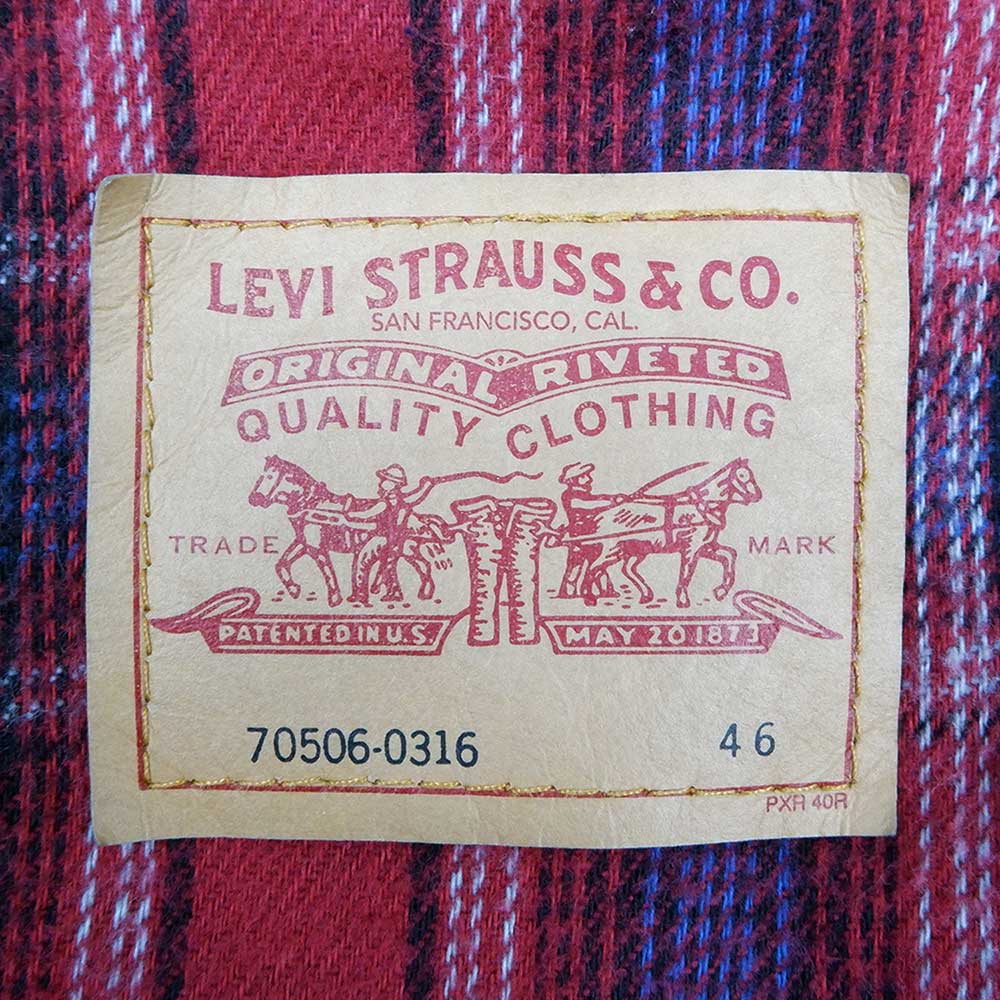 LEVI STRAUSS & CO.
SAN FRANCISCO, CAL.
ORIGINAL RIVETED
QUALITY CLOTHING
TRADE MARK
PATENTED IN U.S. MAY 20 1873
70506-0316 46
PXR 40R